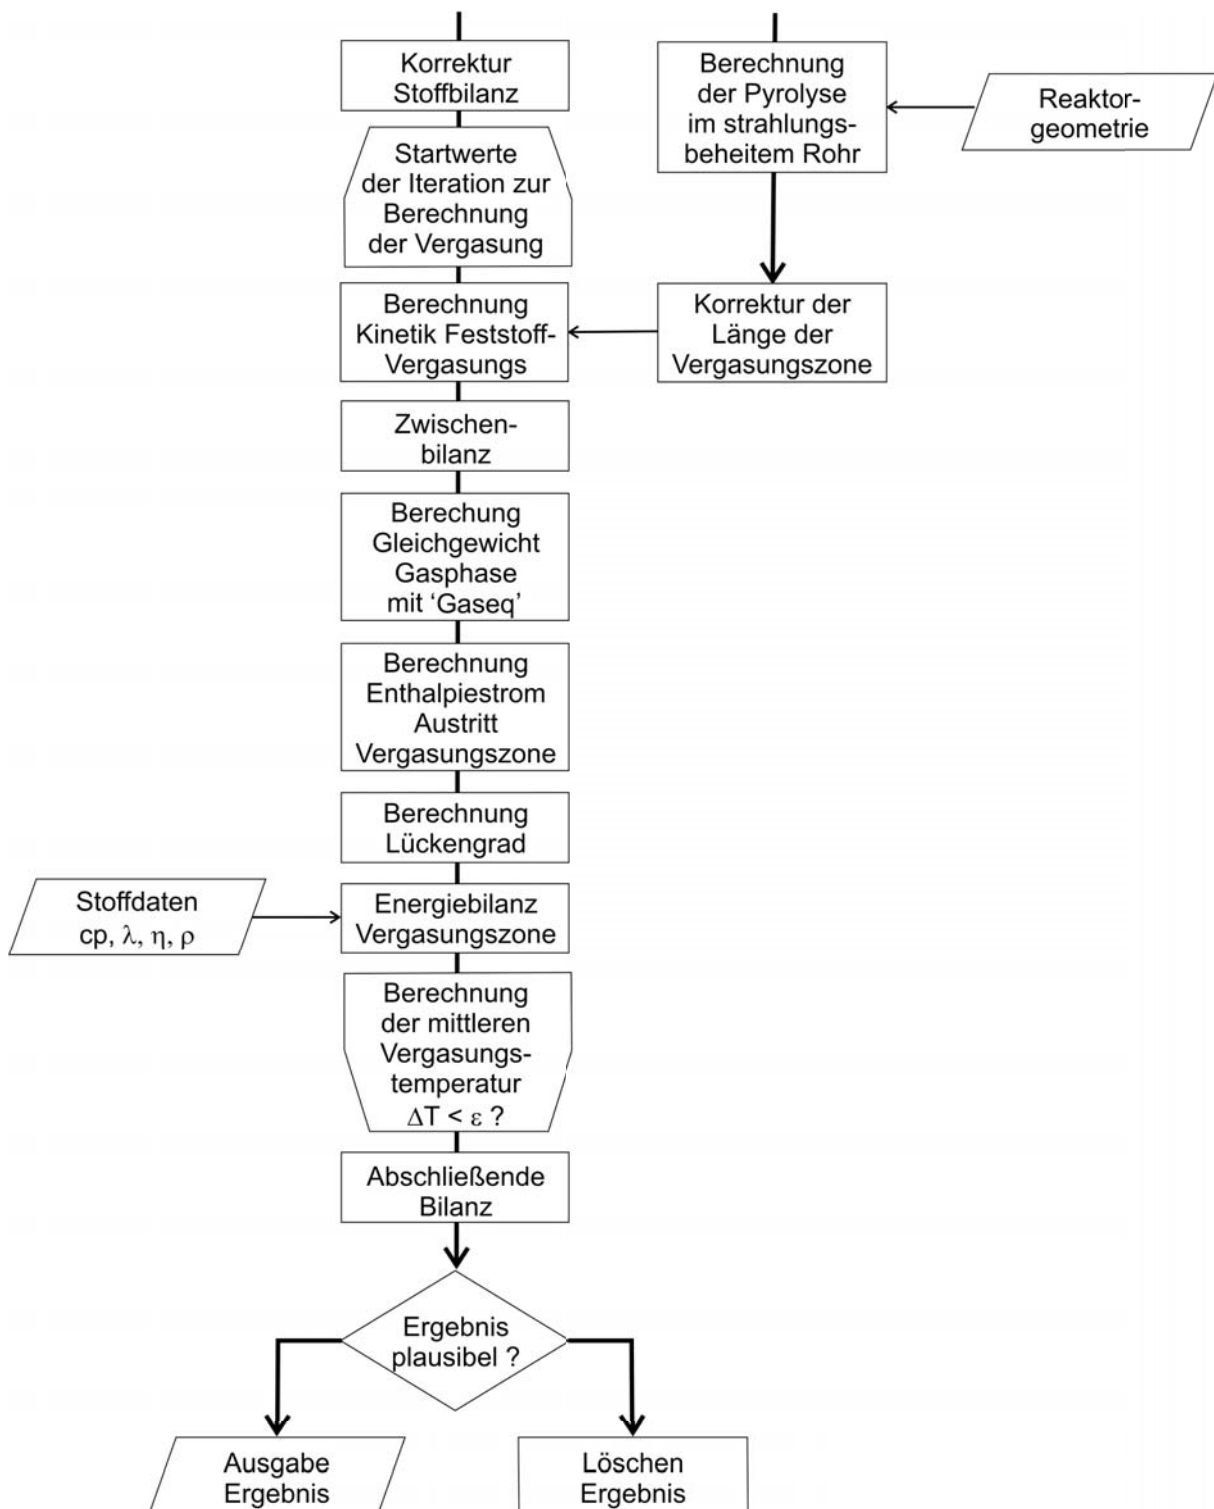 Korrektur
Stoffbilanz
Berechnung
der Pyrolyse
im strahlungs-
beheitem Rohr
Reaktor-
geometrie
Startwerte
der Iteration zur
Berechnung
der Vergasung
Berechnung
Kinetik Feststoff-
Vergasungs
Korrektur der
Länge der
Vergasungszone
Zwischen-
bilanz
Berechung
Gleichgewicht
Gasphase
mit ‘Gaseq’
Berechnung
Enthalpiestrom
Austritt
Vergasungszone
Berechnung
Lückengrad
Stoffdaten
cp, λ, η, ρ
Energiebilanz
Vergasungszone
Berechnung
der mittleren
Vergasungs-
temperatur
ΔT < ε ?
Abschließende
Bilanz
Ergebnis
plausibel ?
Ausgabe
Ergebnis
Löschen
Ergebnis